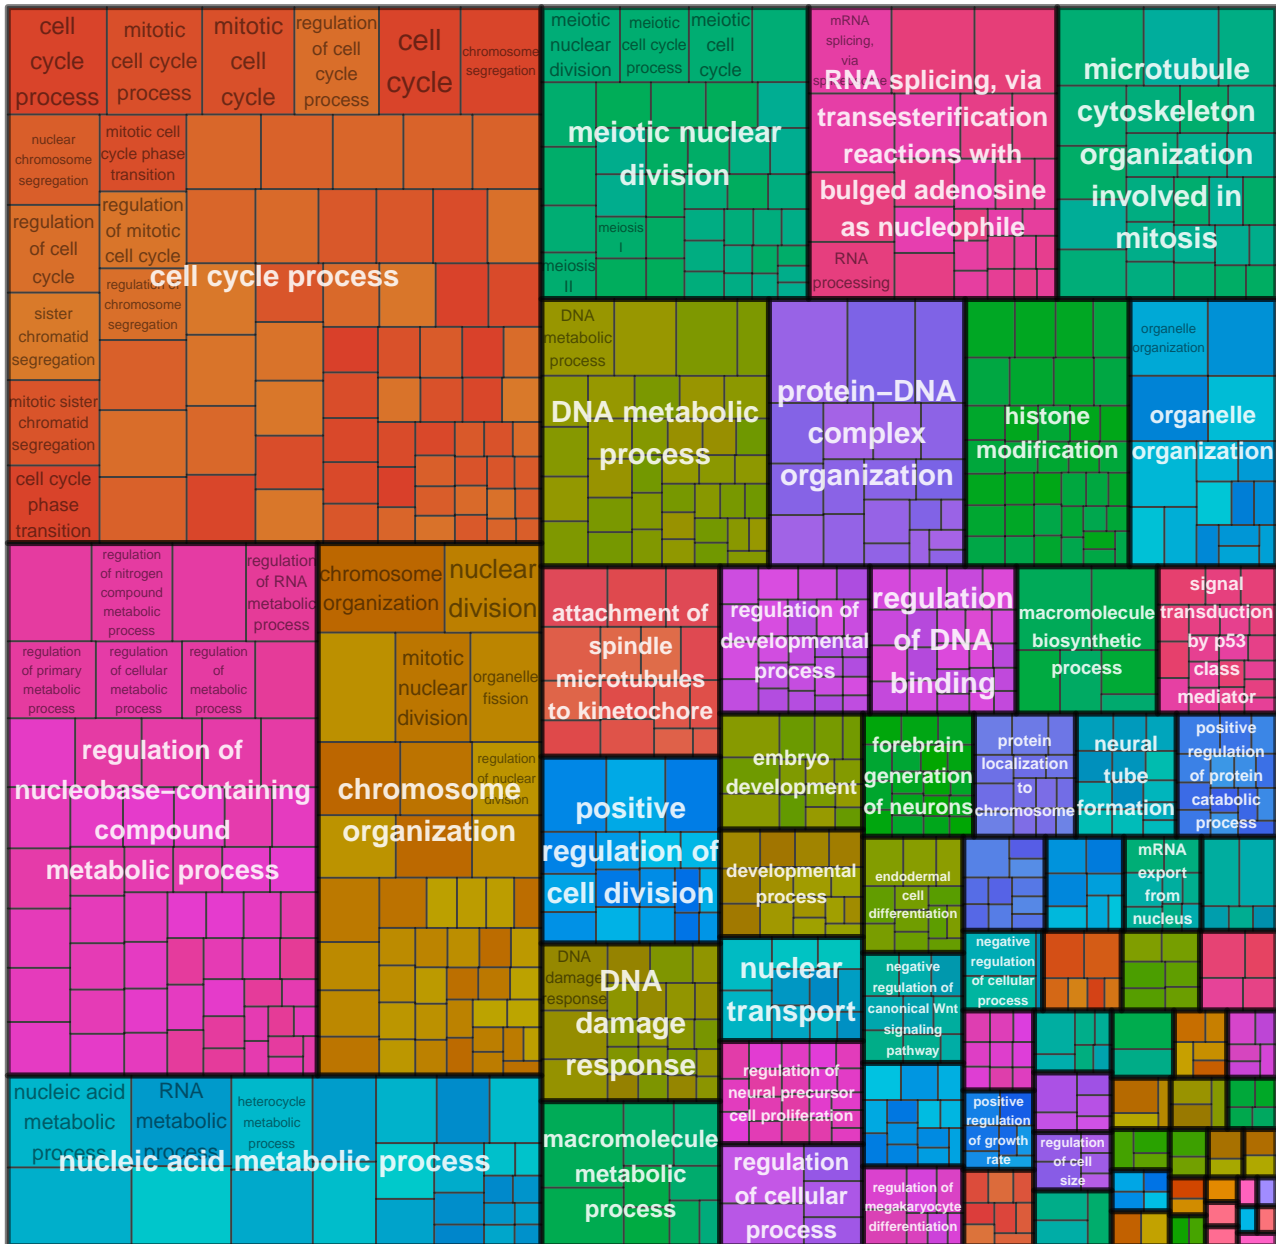 cell
cycle
process
mitotic
cell cycle
process
mitotic
cell
cycle
regulation
of cell
cycle
process
cell
cycle
chromosome
segregation
nuclear
chromosome
segregation
mitotic cell
cycle phase
transition
regulation
of cell
cycle
regulation
of mitotic
cell cycle
regulation of
chromosome
segregation
sister
chromatid
segregation
mitotic sister
chromatid
segregation
cell cycle
phase
transition
cell cycle process
meiotic
nuclear
division
meiotic
cell cycle
process
meiotic
cell
cycle
meiosis
I
meiosis
II
meiotic nuclear
division
mRNA
splicing,
via
RNA
processing
RNA splicing, via
transesterification
reactions with
bulged adenosine
as nucleophile
microtubule
cytoskeleton
organization
involved in
mitosis
DNA
metabolic
process
DNA metabolic
process
protein−DNA
complex
organization
histone
modification
organelle
organization
organelle
organization
regulation
of nitrogen
compound
metabolic
process
regulation
of RNA
metabolic
process
regulation
of primary
metabolic
process
regulation
of cellular
metabolic
process
regulation
of
metabolic
process
regulation of
nucleobase−containing
compound
metabolic process
chromosome
organization
nuclear
division
mitotic
nuclear
division
organelle
fission
regulation
of nuclear
division
chromosome
organization
nucleic acid
metabolic
process
RNA
metabolic
process
heterocycle
metabolic
process
nucleic acid metabolic process
attachment of
spindle
microtubules
to kinetochore
regulation of
developmental
process
regulation
of DNA
binding
macromolecule
biosynthetic
process
signal
transduction
by p53
class
mediator
positive
regulation of
cell division
embryo
development
forebrain
generation
of neurons
protein
localization
to
chromosome
neural
tube
formation
positive
regulation
of protein
catabolic
process
developmental
process
endodermal
cell
differentiation
mRNA
export
from
nucleus
DNA
damage
response
DNA
damage
response
nuclear
transport
negative
regulation of
canonical Wnt
signaling
pathway
negative
regulation
of cellular
process
regulation of
neural precursor
cell proliferation
macromolecule
metabolic
process
regulation
of cellular
process
regulation of
megakaryocyte
differentiation
positive
regulation
of growth
rate
regulation
of cell
size